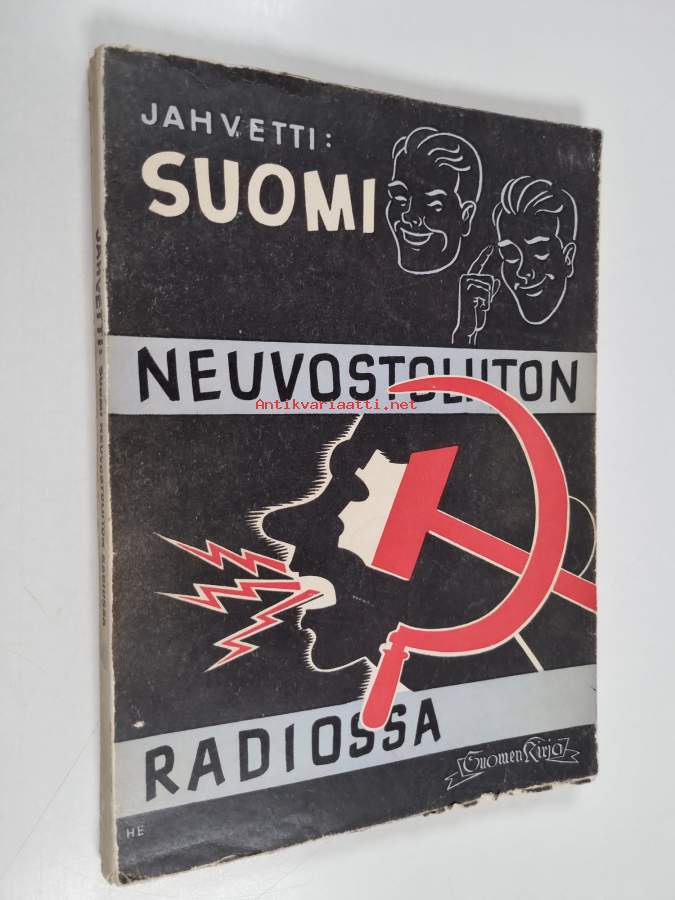 JAHVETTI:
SUOMI
NEUVOSTOLIITON
Antikvariaatti.net
RADIOSSA
Suomen Kirja
HE
JAHVETTI: SUOMI NEUVOSTOLIITON RADIOSSA